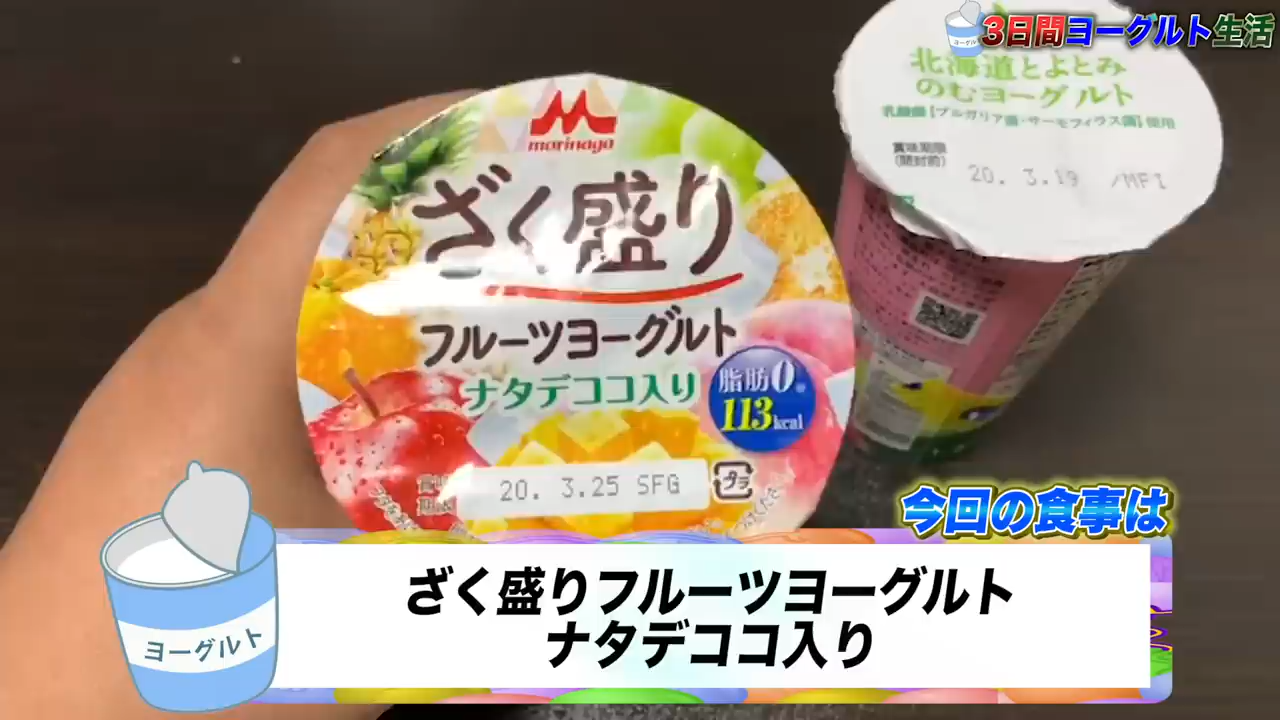 3日間ヨーグルト生活
ヨーグルト
北海道とよとみ
のむヨーグルト
乳酸菌【ブルガリア菌・サーモフィラス菌】使用
賞味期限
(開封前)
20. 3.19 /MFI
morinaga
ざく盛り
フルーツヨーグルト
ナタデココ入り
脂肪0
113kcal
20. 3.25 SFG
プラ
今回の食事は
ざく盛りフルーツヨーグルト
ナタデココ入り
ヨーグルト